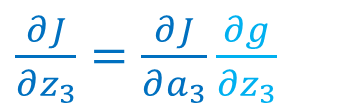 ∂J/∂z₃ = ∂J/∂a₃ ∂g/∂z₃